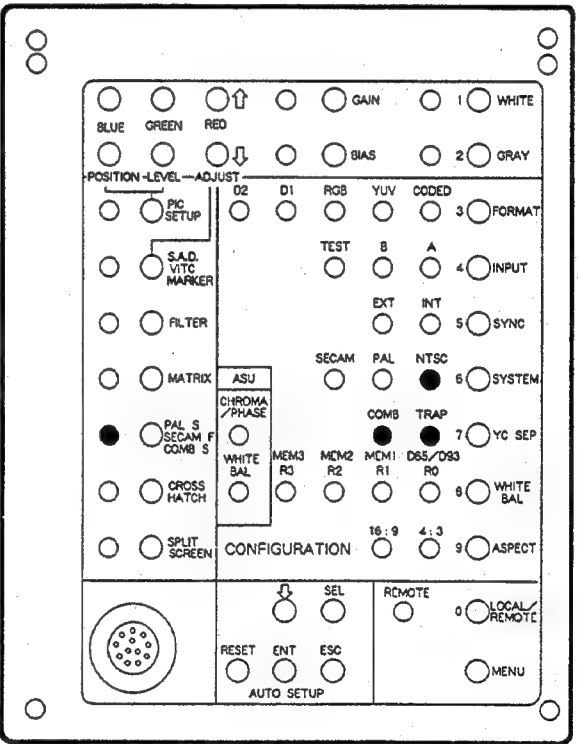 GAIN 1 WHITE
BLUE GREEN RED
BIAS 2 GRAY
POSITION LEVEL ADJUST
PIC SETUP
D2 D1 RGB YUV CODED
3 FORMAT
S.A.D. VITC MARKER
TEST B A
4 INPUT
FILTER
EXT INT
5 SYNC
MATRIX
ASU
SECAM PAL NTSC
6 SYSTEM
PAL S SECAM F COMB S
CHROMA /PHASE
COMB TRAP
7 YC SEP
CROSS HATCH
WHITE BAL
MEM3 R3
MEM2 R2
MEM1 R1
D65/D93 R0
8 WHITE BAL
SPLIT SCREEN
CONFIGURATION
16:9 4:3
9 ASPECT
SEL
REMOTE
0 LOCAL/ REMOTE
RESET ENT ESC
MENU
AUTO SETUP